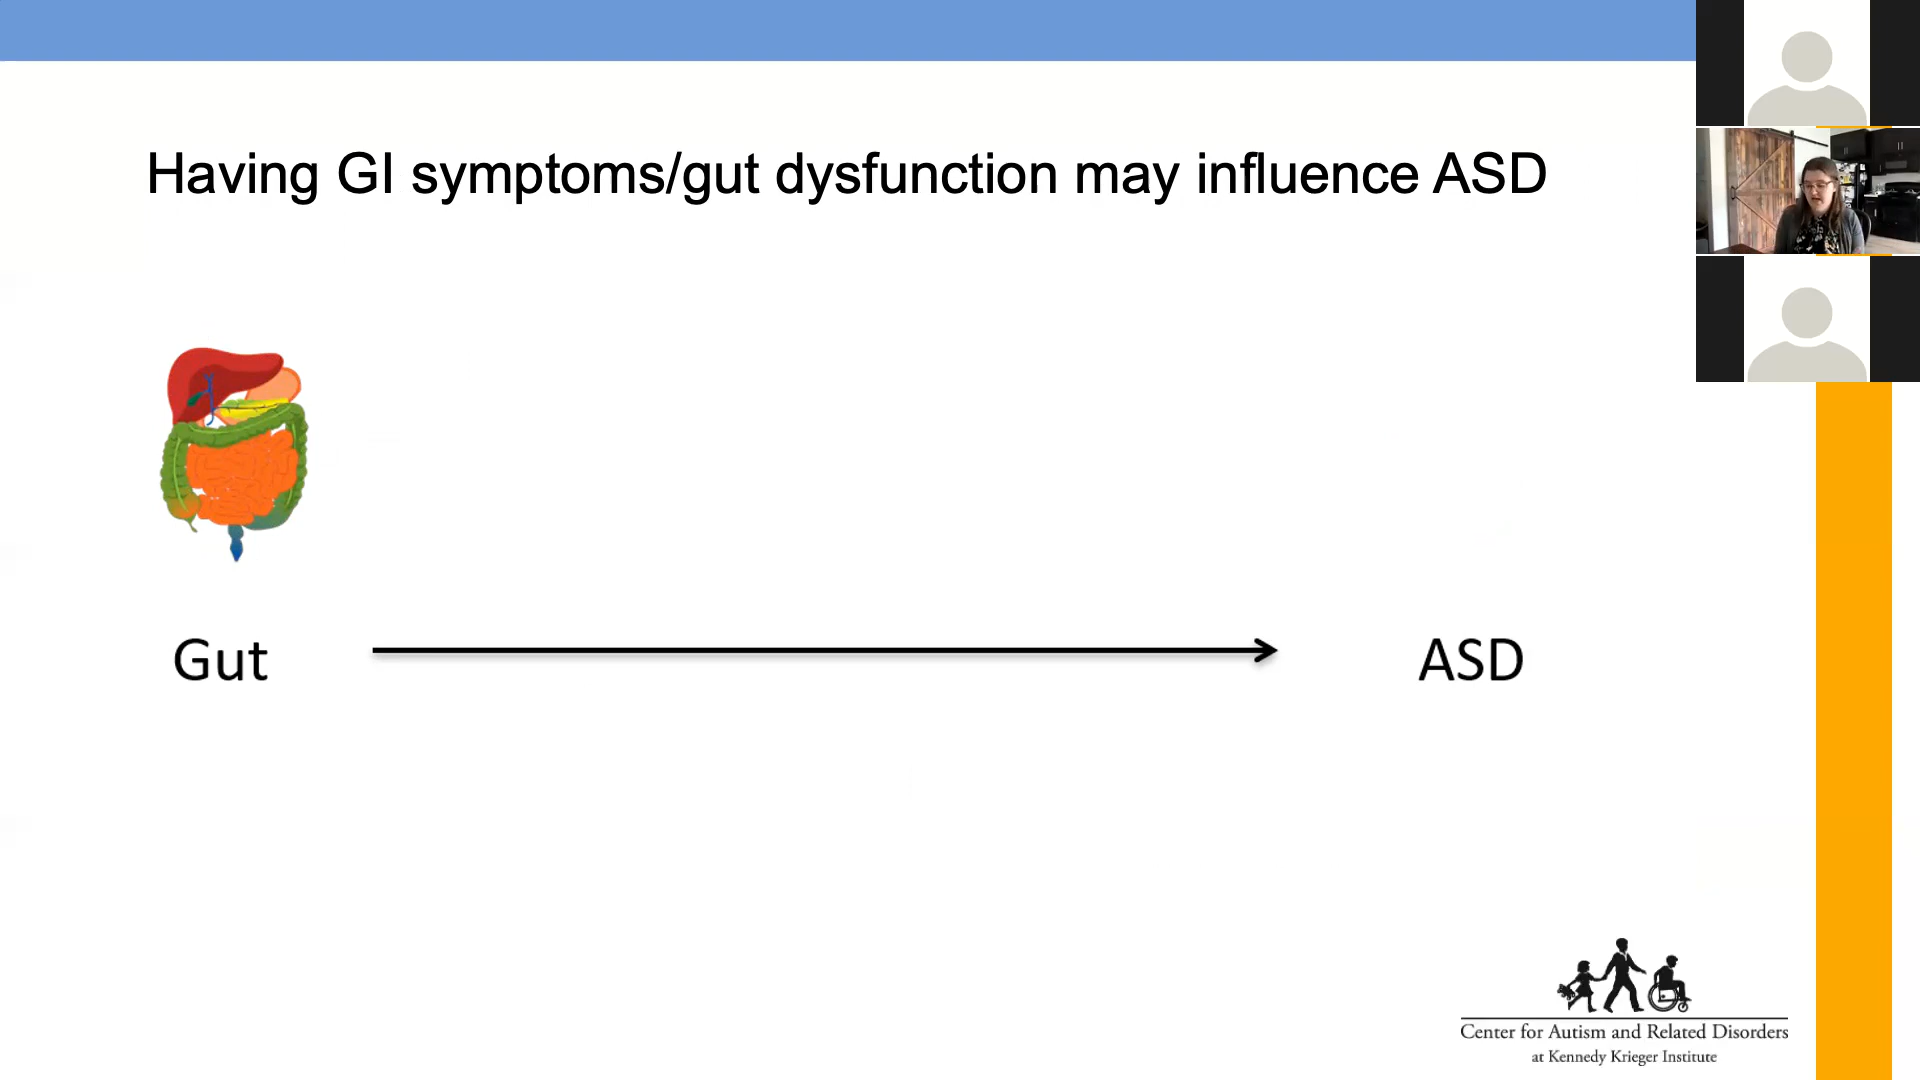 Having GI symptoms/gut dysfunction may influence ASD
Gut
ASD
Center for Autism and Related Disorders
at Kennedy Krieger Institute